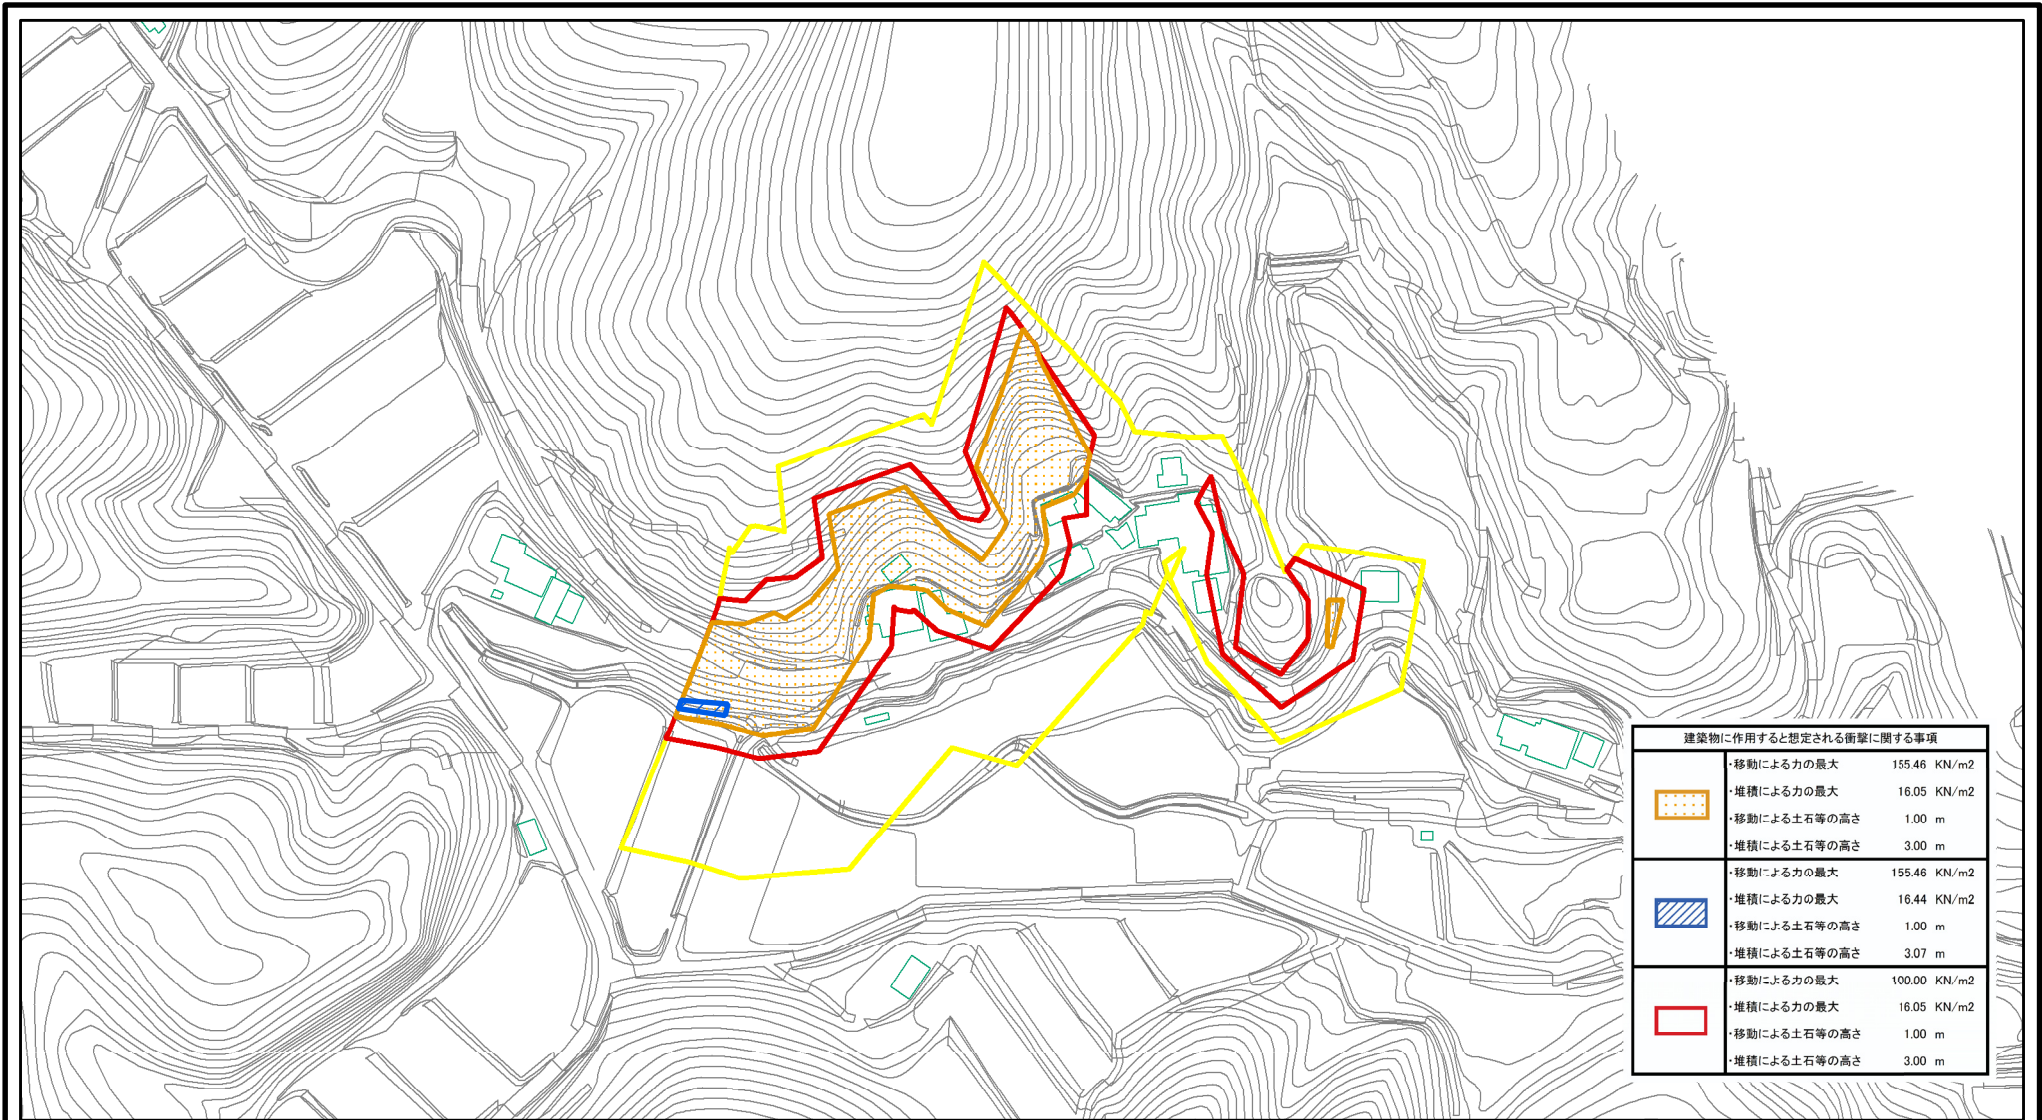 建築物に作用すると想定される衝撃に関する事項
・移動による力の最大 155.46 KN/m2
・堆積による力の最大 16.05 KN/m2
・移動による土石等の高さ 1.00 m
・堆積による土石等の高さ 3.00 m
・移動による力の最大 155.46 KN/m2
・堆積による力の最大 16.44 KN/m2
・移動による土石等の高さ 1.00 m
・堆積による土石等の高さ 3.07 m
・移動による力の最大 100.00 KN/m2
・堆積による力の最大 16.05 KN/m2
・移動による土石等の高さ 1.00 m
・堆積による土石等の高さ 3.00 m